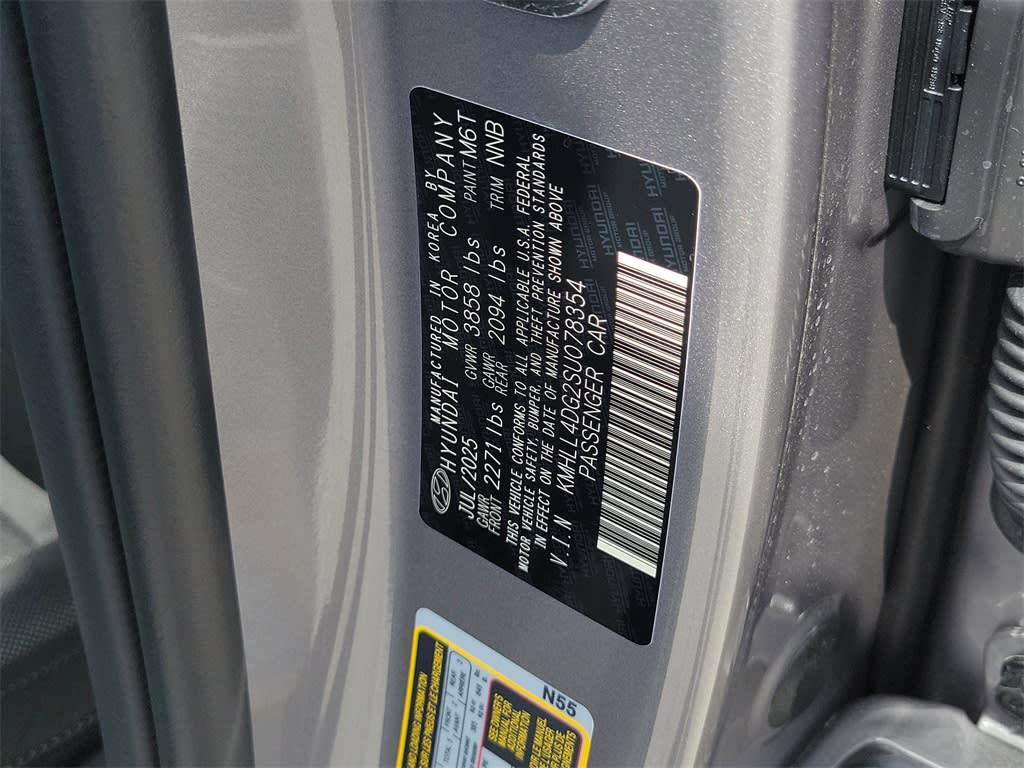 MANUFACTURED IN KOREA BY
HYUNDAI MOTOR COMPANY
JUL/2025 GVWR 3858 lbs PAINT M6T
GAWR FRONT 2271 lbs GAWR REAR 2094 lbs TRIM NNB
THIS VEHICLE CONFORMS TO ALL APPLICABLE U.S.A. FEDERAL
MOTOR VEHICLE SAFETY, BUMPER, AND THEFT PREVENTION STANDARDS
IN EFFECT ON THE DATE OF MANUFACTURE SHOWN ABOVE
V.I.N KMHLL4DG2SU078354
PASSENGER CAR
HYUNDAI
N55